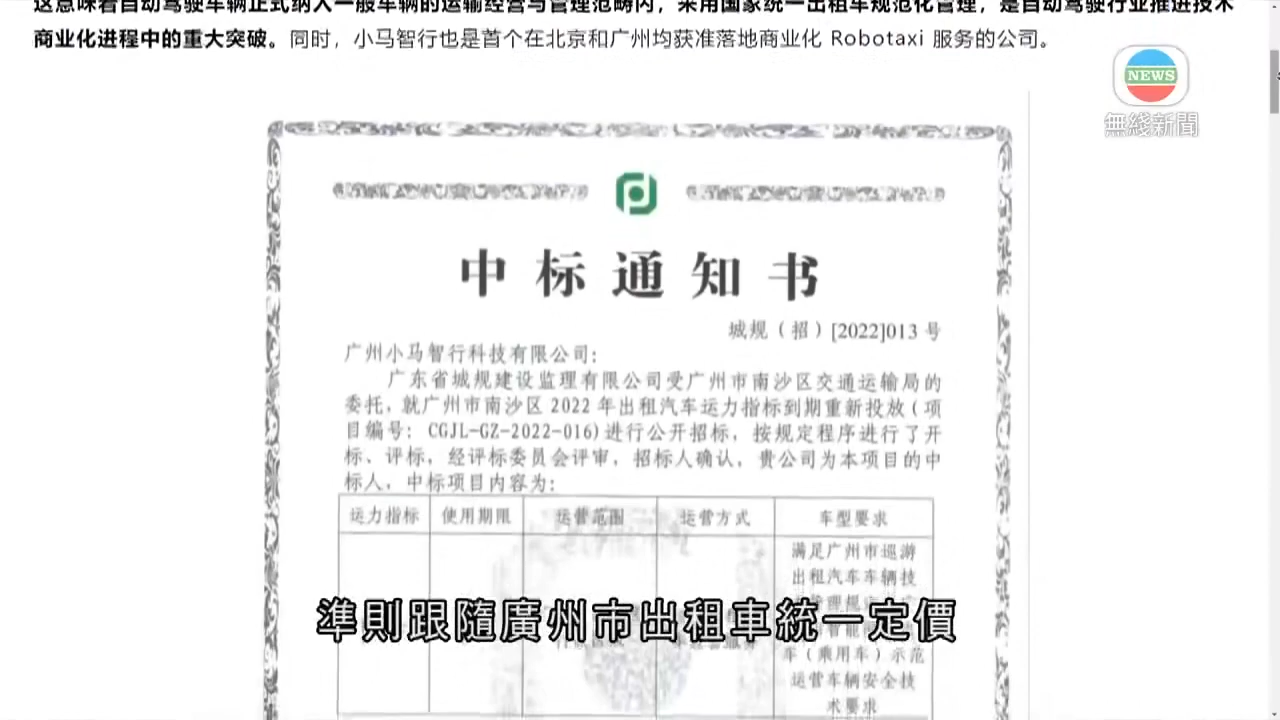 这意味着自动驾驶车辆正式纳入一般车辆的运输经营与管理范畴内，采用国家统一出租车规范化管理，是自动驾驶行业推进技术
商业化进程中的重大突破。同时，小马智行也是首个在北京和广州均获准落地商业化 Robotaxi 服务的公司。
NEWS
無綫新聞
中标通知书
城规（招）[2022]013 号
广州小马智行科技有限公司：
广东省城规建设监理有限公司受广州市南沙区交通运输局的
委托，就广州市南沙区 2022 年出租汽车运力指标到期重新投放（项
目编号： CGJL-GZ-2022-016)进行公开招标，按规定程序进行了开
标、评标，经评标委员会评审，招标人确认，贵公司为本项目的中
标人，中标项目内容为：
运力指标 使用期限 运营范围 运营方式 车型要求
满足广州市巡游
出租汽车车辆技
準則跟隨廣州市出租車統一定價
车（乘用车）示范
运营车辆安全技
术要求